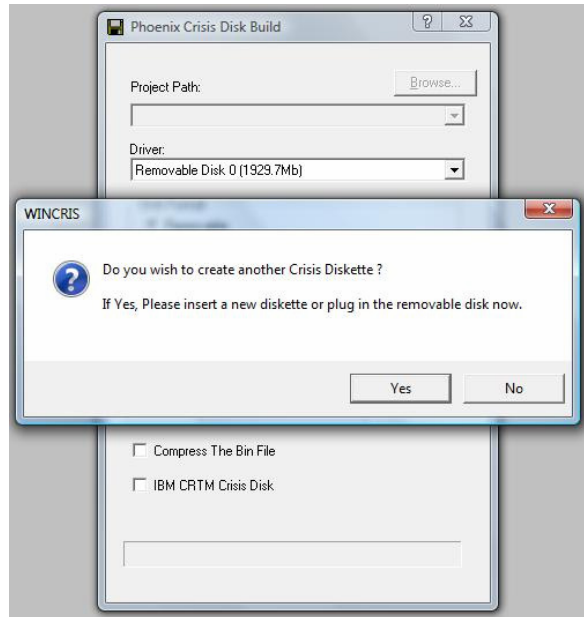 Phoenix Crisis Disk Build
Project Path:
Browse...
Driver:
Removable Disk 0 (1929.7Mb)
WINCRIS
Do you wish to create another Crisis Diskette ?
If Yes, Please insert a new diskette or plug in the removable disk now.
Yes
No
Compress The Bin File
IBM CRTM Crisis Disk